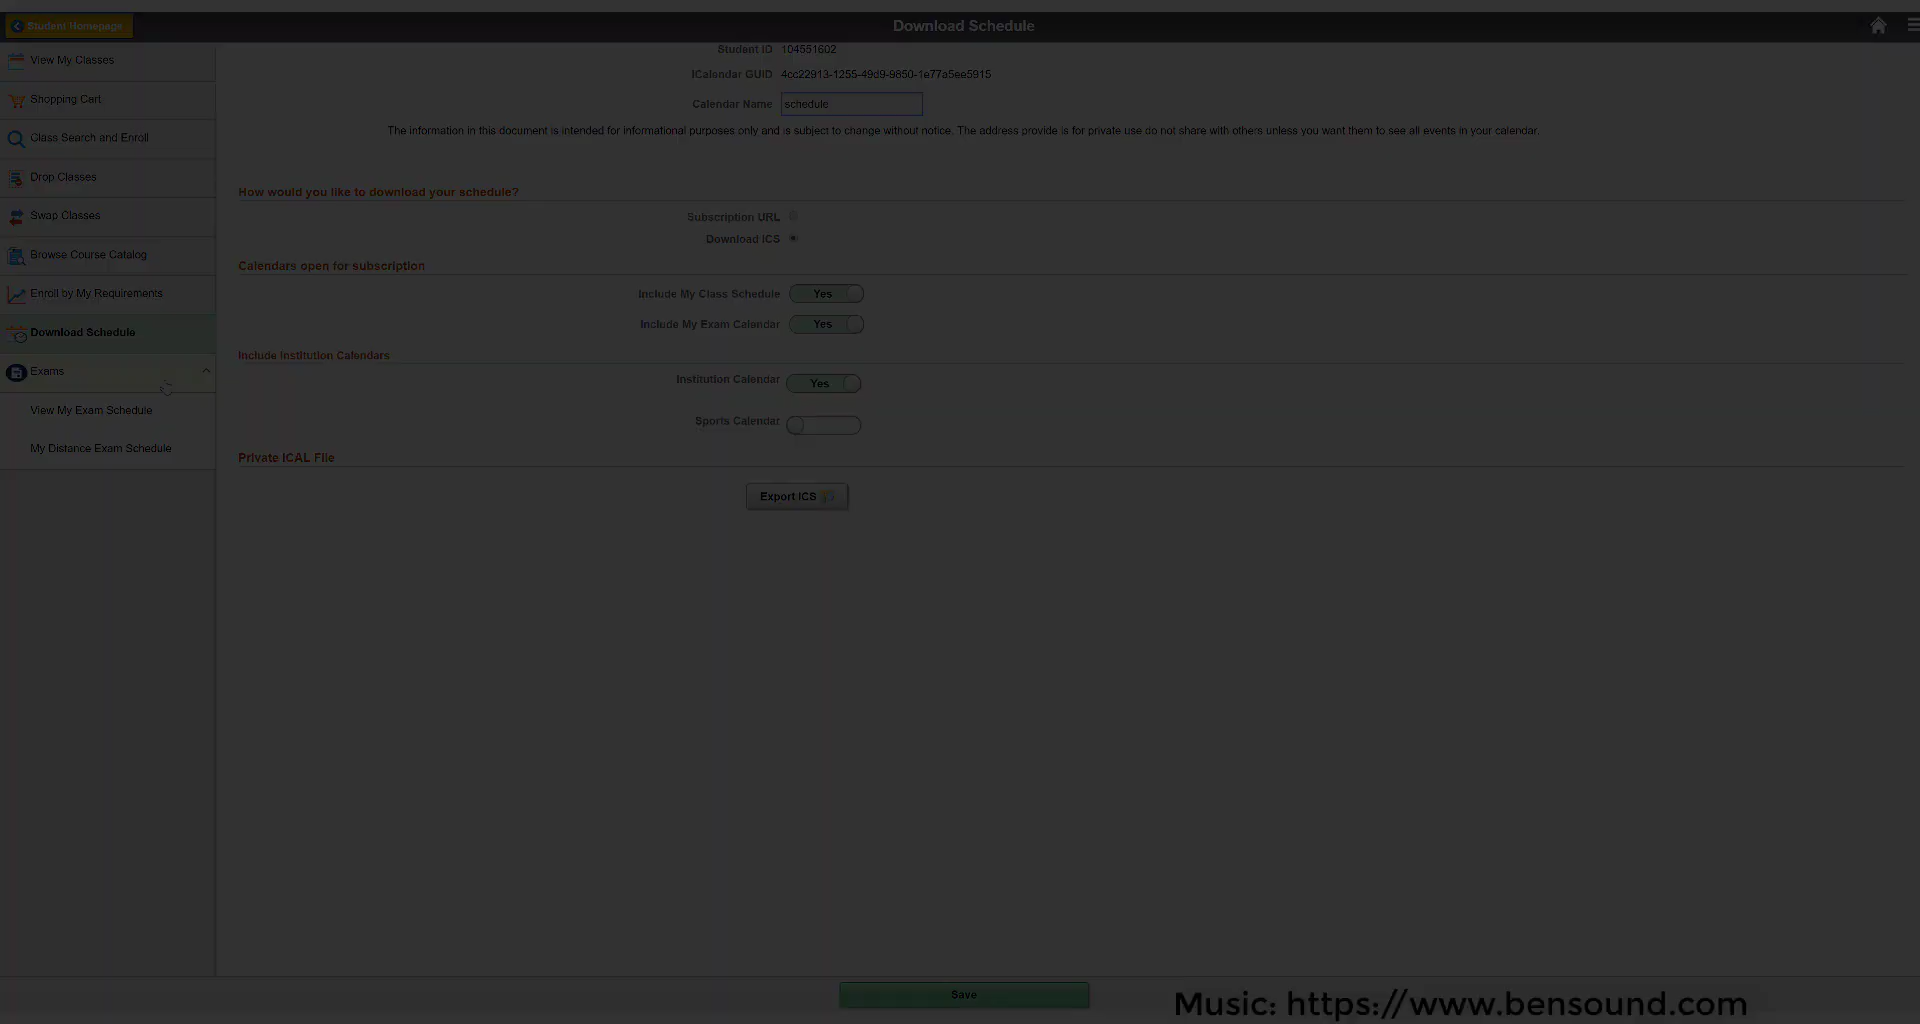 Student Homepage
Download Schedule
View My Classes
Shopping Cart
Class Search and Enroll
Drop Classes
Swap Classes
Browse Course Catalog
Enroll by My Requirements
Download Schedule
Exams
View My Exam Schedule
My Distance Exam Schedule
Student ID 104551602
ICalendar GUID 4cc22913-1255-49d9-9850-1e77a5ee5915
Calendar Name schedule
The information in this document is intended for informational purposes only and is subject to change without notice. The address provide is for private use do not share with others unless you want them to see all events in your calendar.
How would you like to download your schedule?
Subscription URL
Download ICS
Calendars open for subscription
Include My Class Schedule Yes
Include My Exam Calendar Yes
Include Institution Calendars
Institution Calendar Yes
Sports Calendar
Private ICAL File
Export ICS
Save
Music: https://www.bensound.com